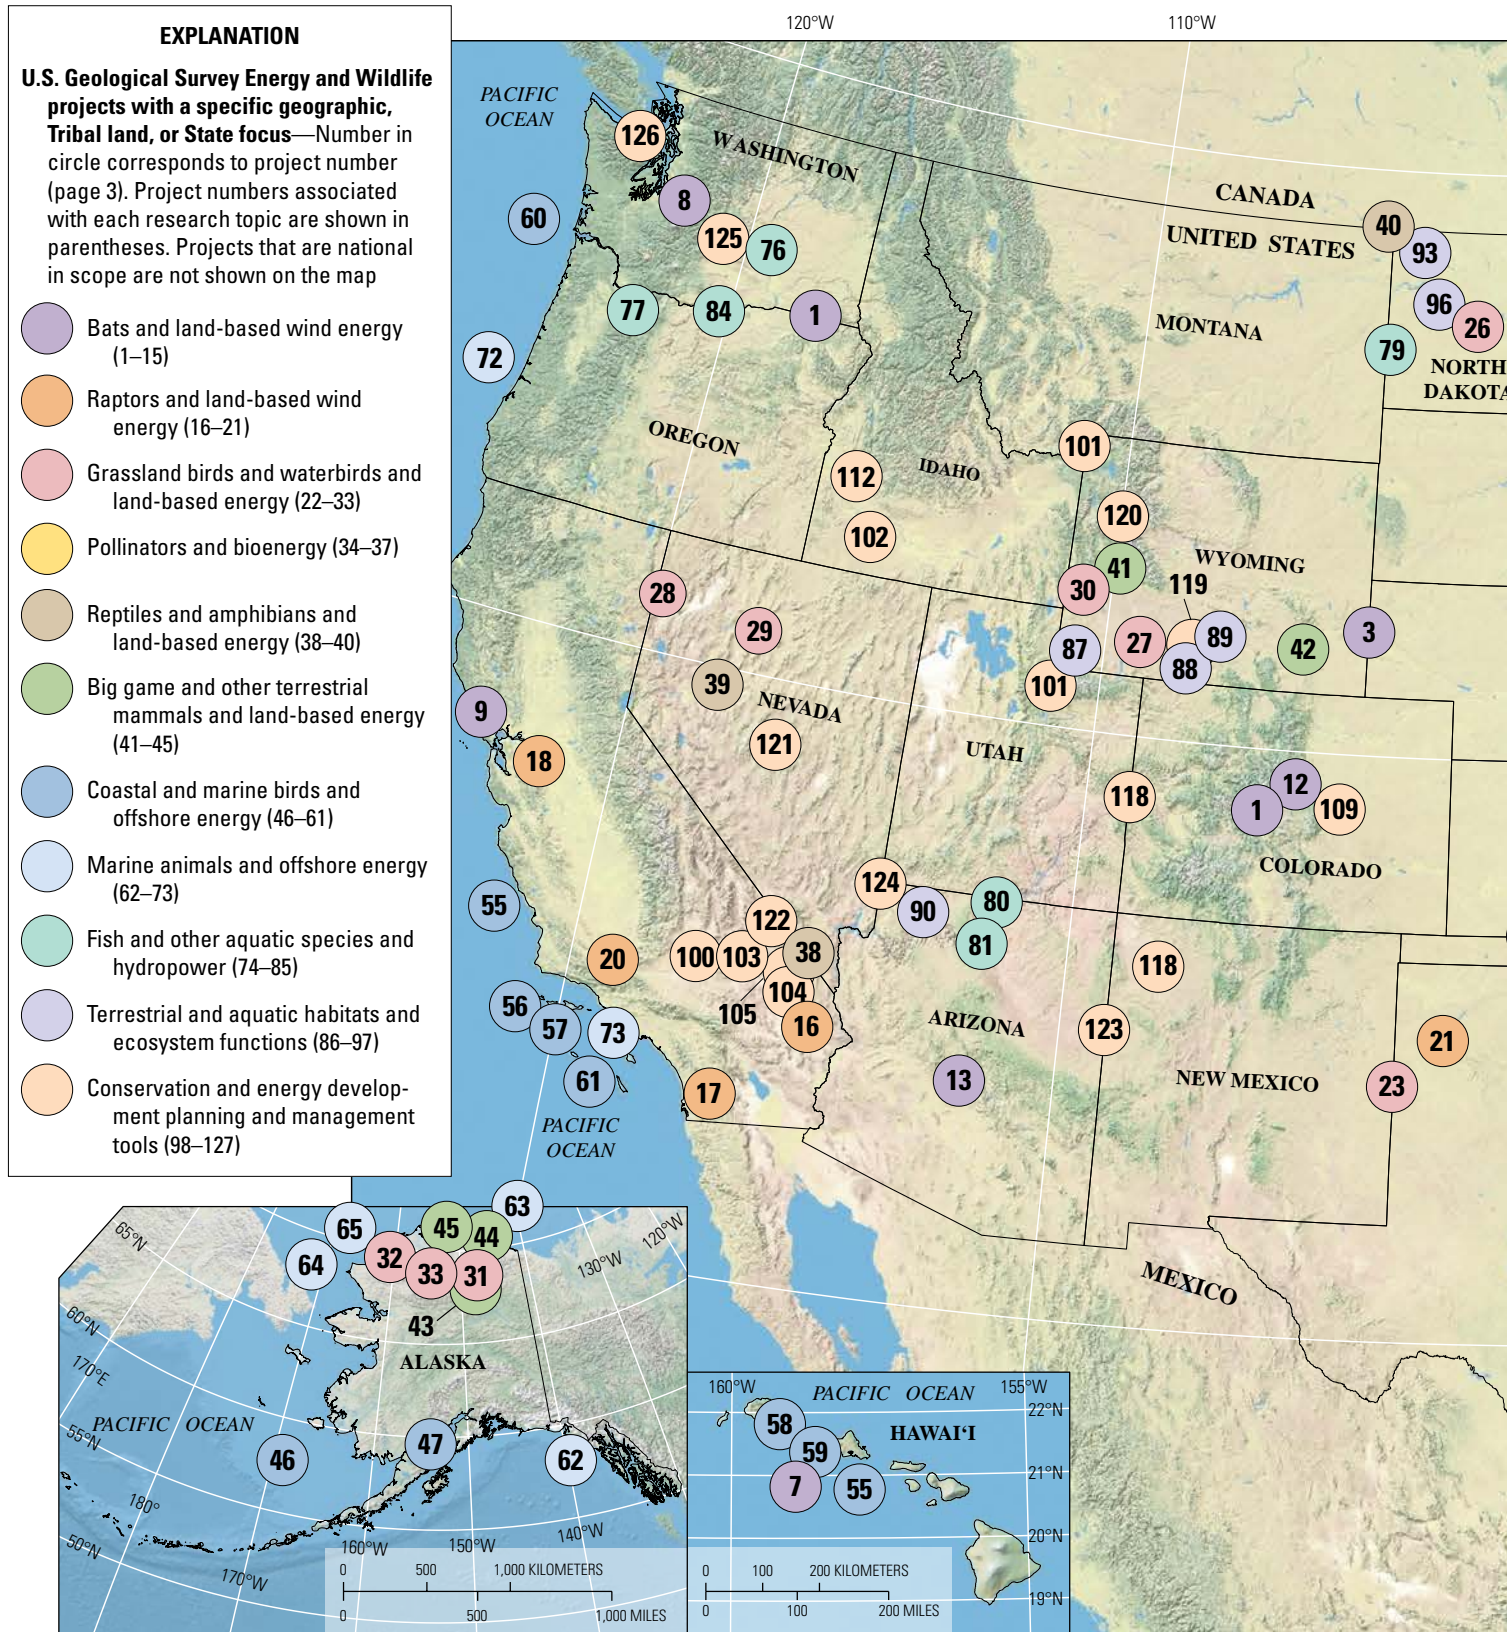 EXPLANATION
U.S. Geological Survey Energy and Wildlife
projects with a specific geographic,
Tribal land, or State focus—Number in
circle corresponds to project number
(page 3). Project numbers associated
with each research topic are shown in
parentheses. Projects that are national
in scope are not shown on the map
Bats and land-based wind energy
(1–15)
Raptors and land-based wind
energy (16–21)
Grassland birds and waterbirds and
land-based energy (22–33)
Pollinators and bioenergy (34–37)
Reptiles and amphibians and
land-based energy (38–40)
Big game and other terrestrial
mammals and land-based energy
(41–45)
Coastal and marine birds and
offshore energy (46–61)
Marine animals and offshore energy
(62–73)
Fish and other aquatic species and
hydropower (74–85)
Terrestrial and aquatic habitats and
ecosystem functions (86–97)
Conservation and energy develop-
ment planning and management
tools (98–127)
120°W
110°W
PACIFIC
OCEAN
126
WASHINGTON
CANADA
UNITED STATES
8
60
125
76
40
93
96
26
77
84
1
MONTANA
79
NORTH
DAKOTA
72
OREGON
IDAHO
101
112
120
102
WYOMING
41
119
28
30
29
27
89
3
87
88
42
39
101
NEVADA
9
121
UTAH
18
118
12
1
109
COLORADO
124
55
122
90
80
20
100
103
38
81
118
104
105
56
57
73
16
ARIZONA
123
21
61
17
13
NEW MEXICO
23
PACIFIC
OCEAN
MEXICO
63
65
45
44
120°W
65°N
32
64
33
31
130°W
43
60°N
ALASKA
170°E
PACIFIC OCEAN
55°N
47
46
62
180°
50°N
160°W
150°W
140°W
170°W
0 500 1,000 KILOMETERS
0 500 1,000 MILES
160°W
PACIFIC OCEAN
155°W
22°N
58
HAWAIʻI
59
21°N
7
55
20°N
0 100 200 KILOMETERS
19°N
0 100 200 MILES